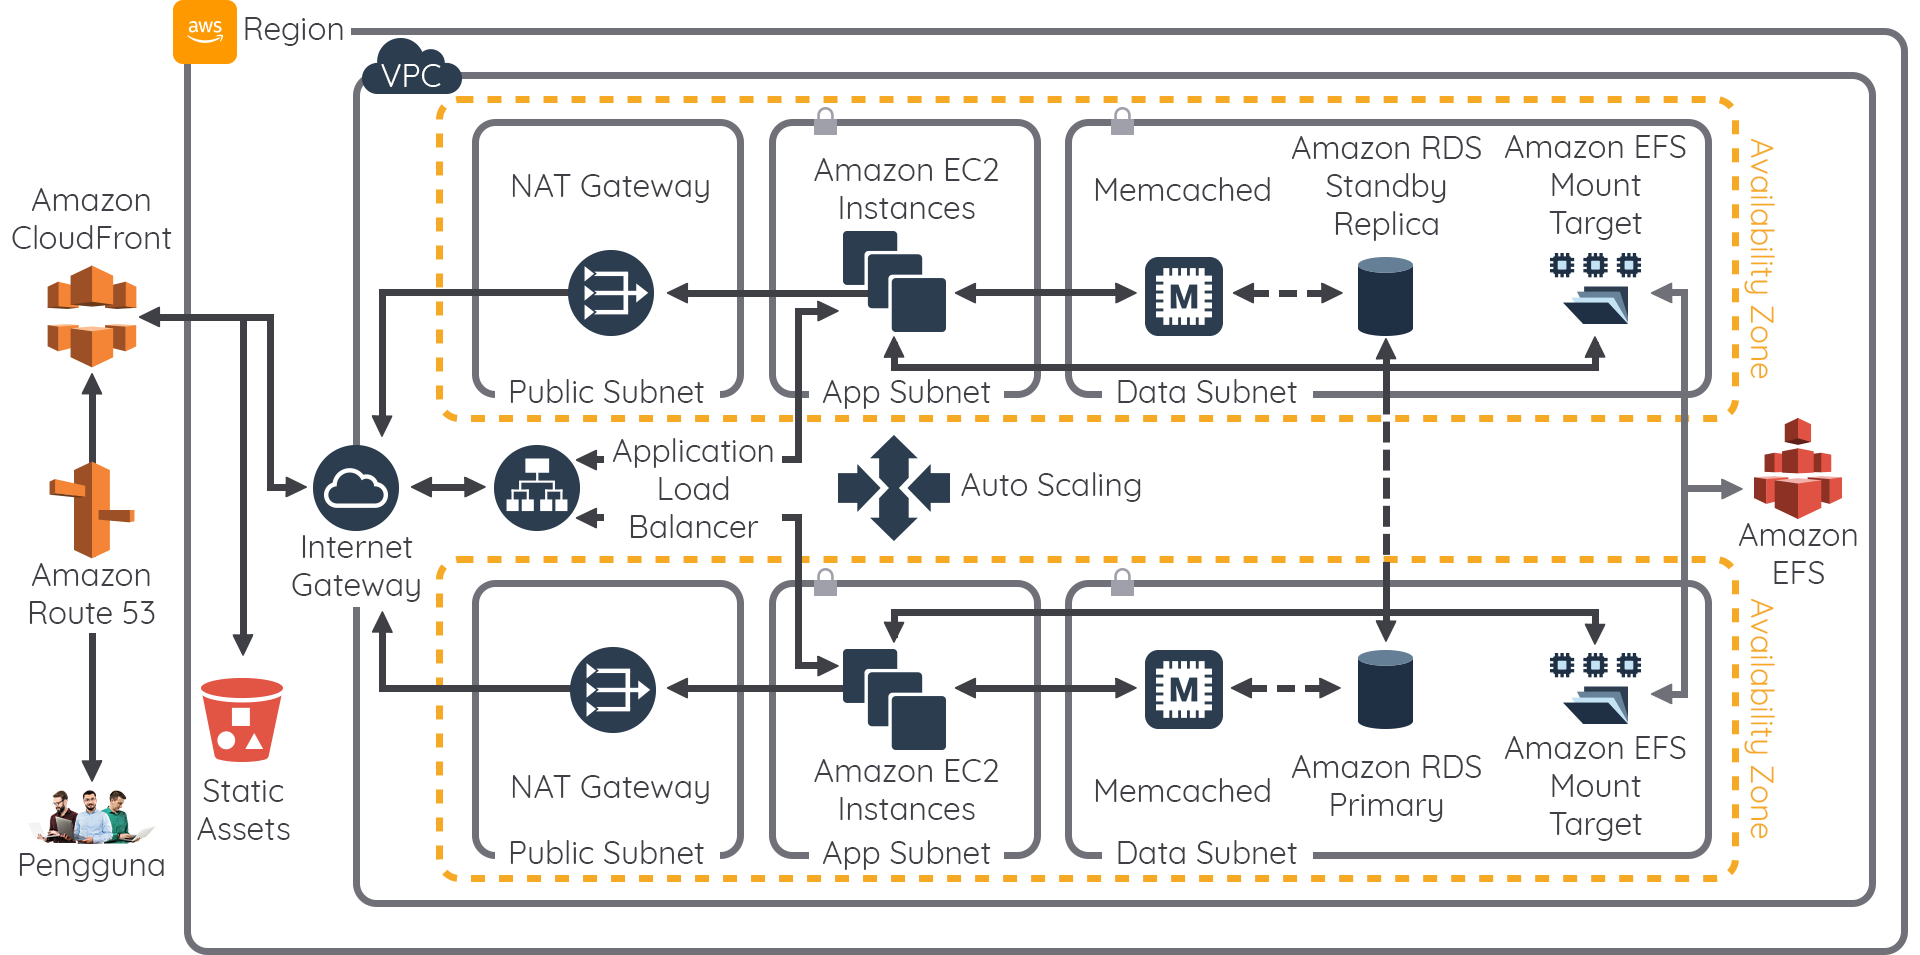 aws
Region
VPC
NAT Gateway
Public Subnet
Amazon EC2
Instances
App Subnet
Memcached
M
Amazon RDS
Standby
Replica
Amazon EFS
Mount
Target
Data Subnet
Availability Zone
Amazon
CloudFront
Amazon
Route 53
Pengguna
Static
Assets
Internet
Gateway
Application
Load
Balancer
Auto Scaling
Amazon
EFS
NAT Gateway
Public Subnet
Amazon EC2
Instances
App Subnet
M
Memcached
Amazon RDS
Primary
Amazon EFS
Mount
Target
Data Subnet
Availability Zone